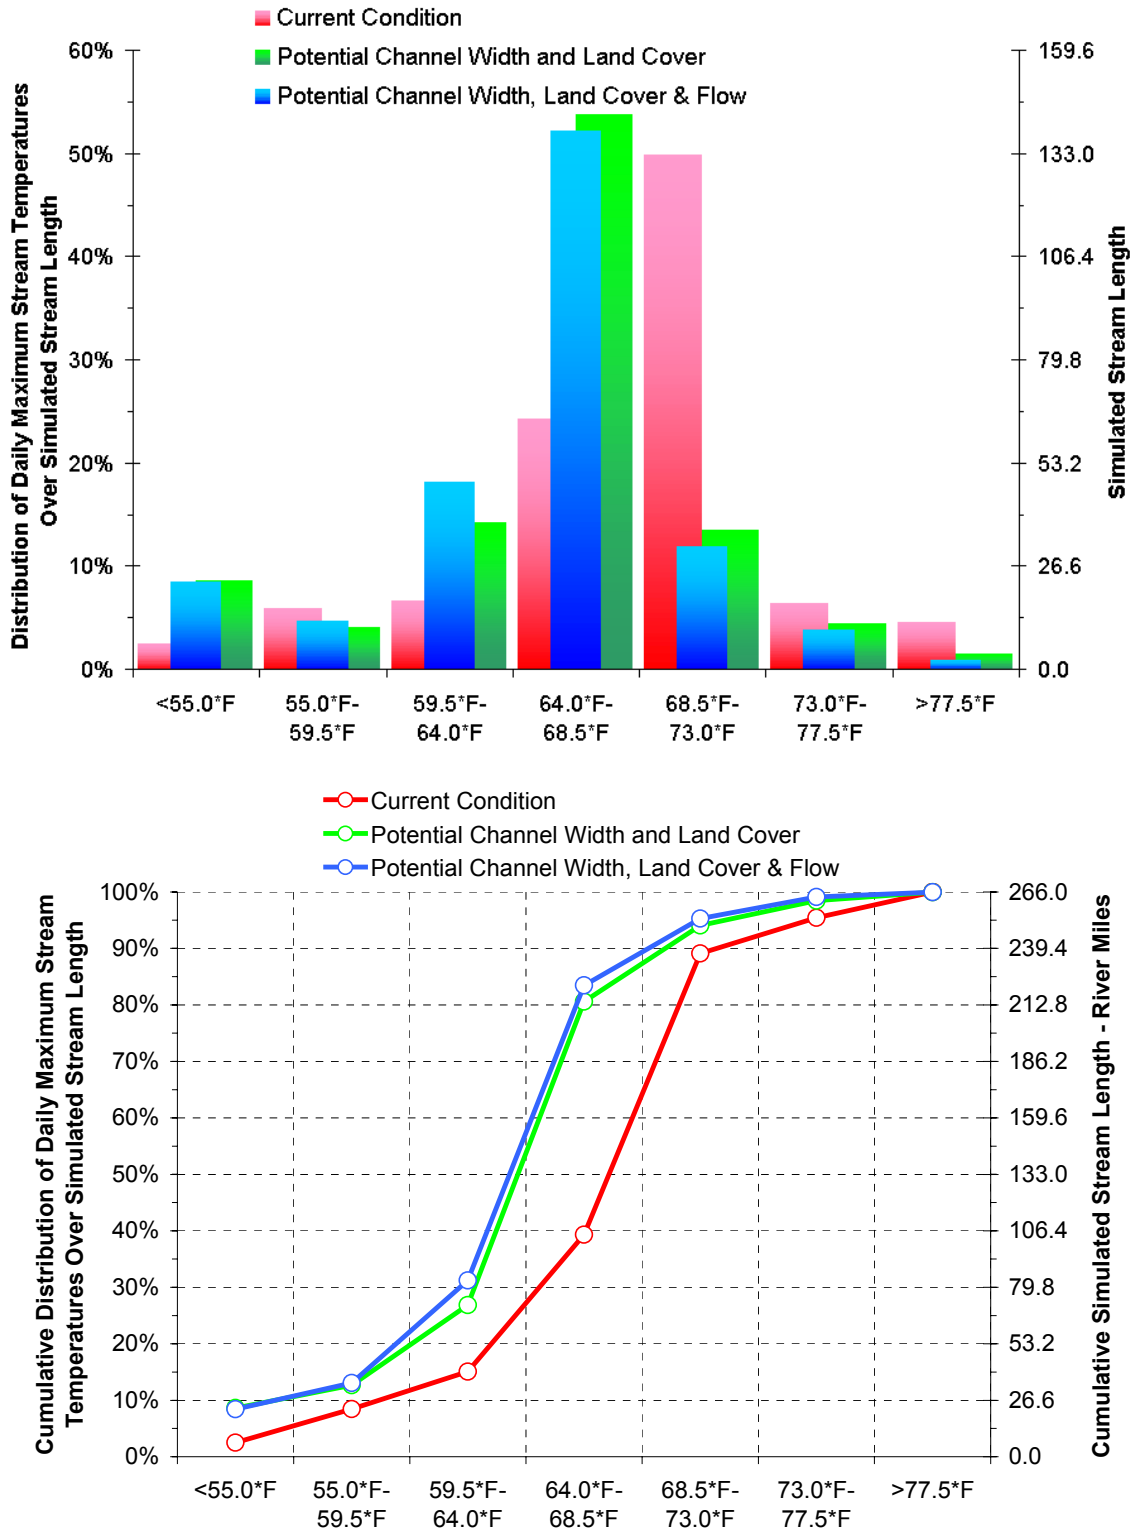 Current Condition
Potential Channel Width and Land Cover
Potential Channel Width, Land Cover & Flow
Distribution of Daily Maximum Stream Temperatures
Over Simulated Stream Length
60%
50%
40%
30%
20%
10%
0%
159.6
133.0
106.4
79.8
53.2
26.6
0.0
Simulated Stream Length
<55.0*F
55.0*F-
59.5*F
59.5*F-
64.0*F
64.0*F-
68.5*F
68.5*F-
73.0*F
73.0*F-
77.5*F
>77.5*F
Current Condition
Potential Channel Width and Land Cover
Potential Channel Width, Land Cover & Flow
Cumulative Distribution of Daily Maximum Stream
Temperatures Over Simulated Stream Length
100%
90%
80%
70%
60%
50%
40%
30%
20%
10%
0%
266.0
239.4
212.8
186.2
159.6
133.0
106.4
79.8
53.2
26.6
0.0
Cumulative Simulated Stream Length - River Miles
<55.0*F
55.0*F-
59.5*F
59.5*F-
64.0*F
64.0*F-
68.5*F
68.5*F-
73.0*F
73.0*F-
77.5*F
>77.5*F